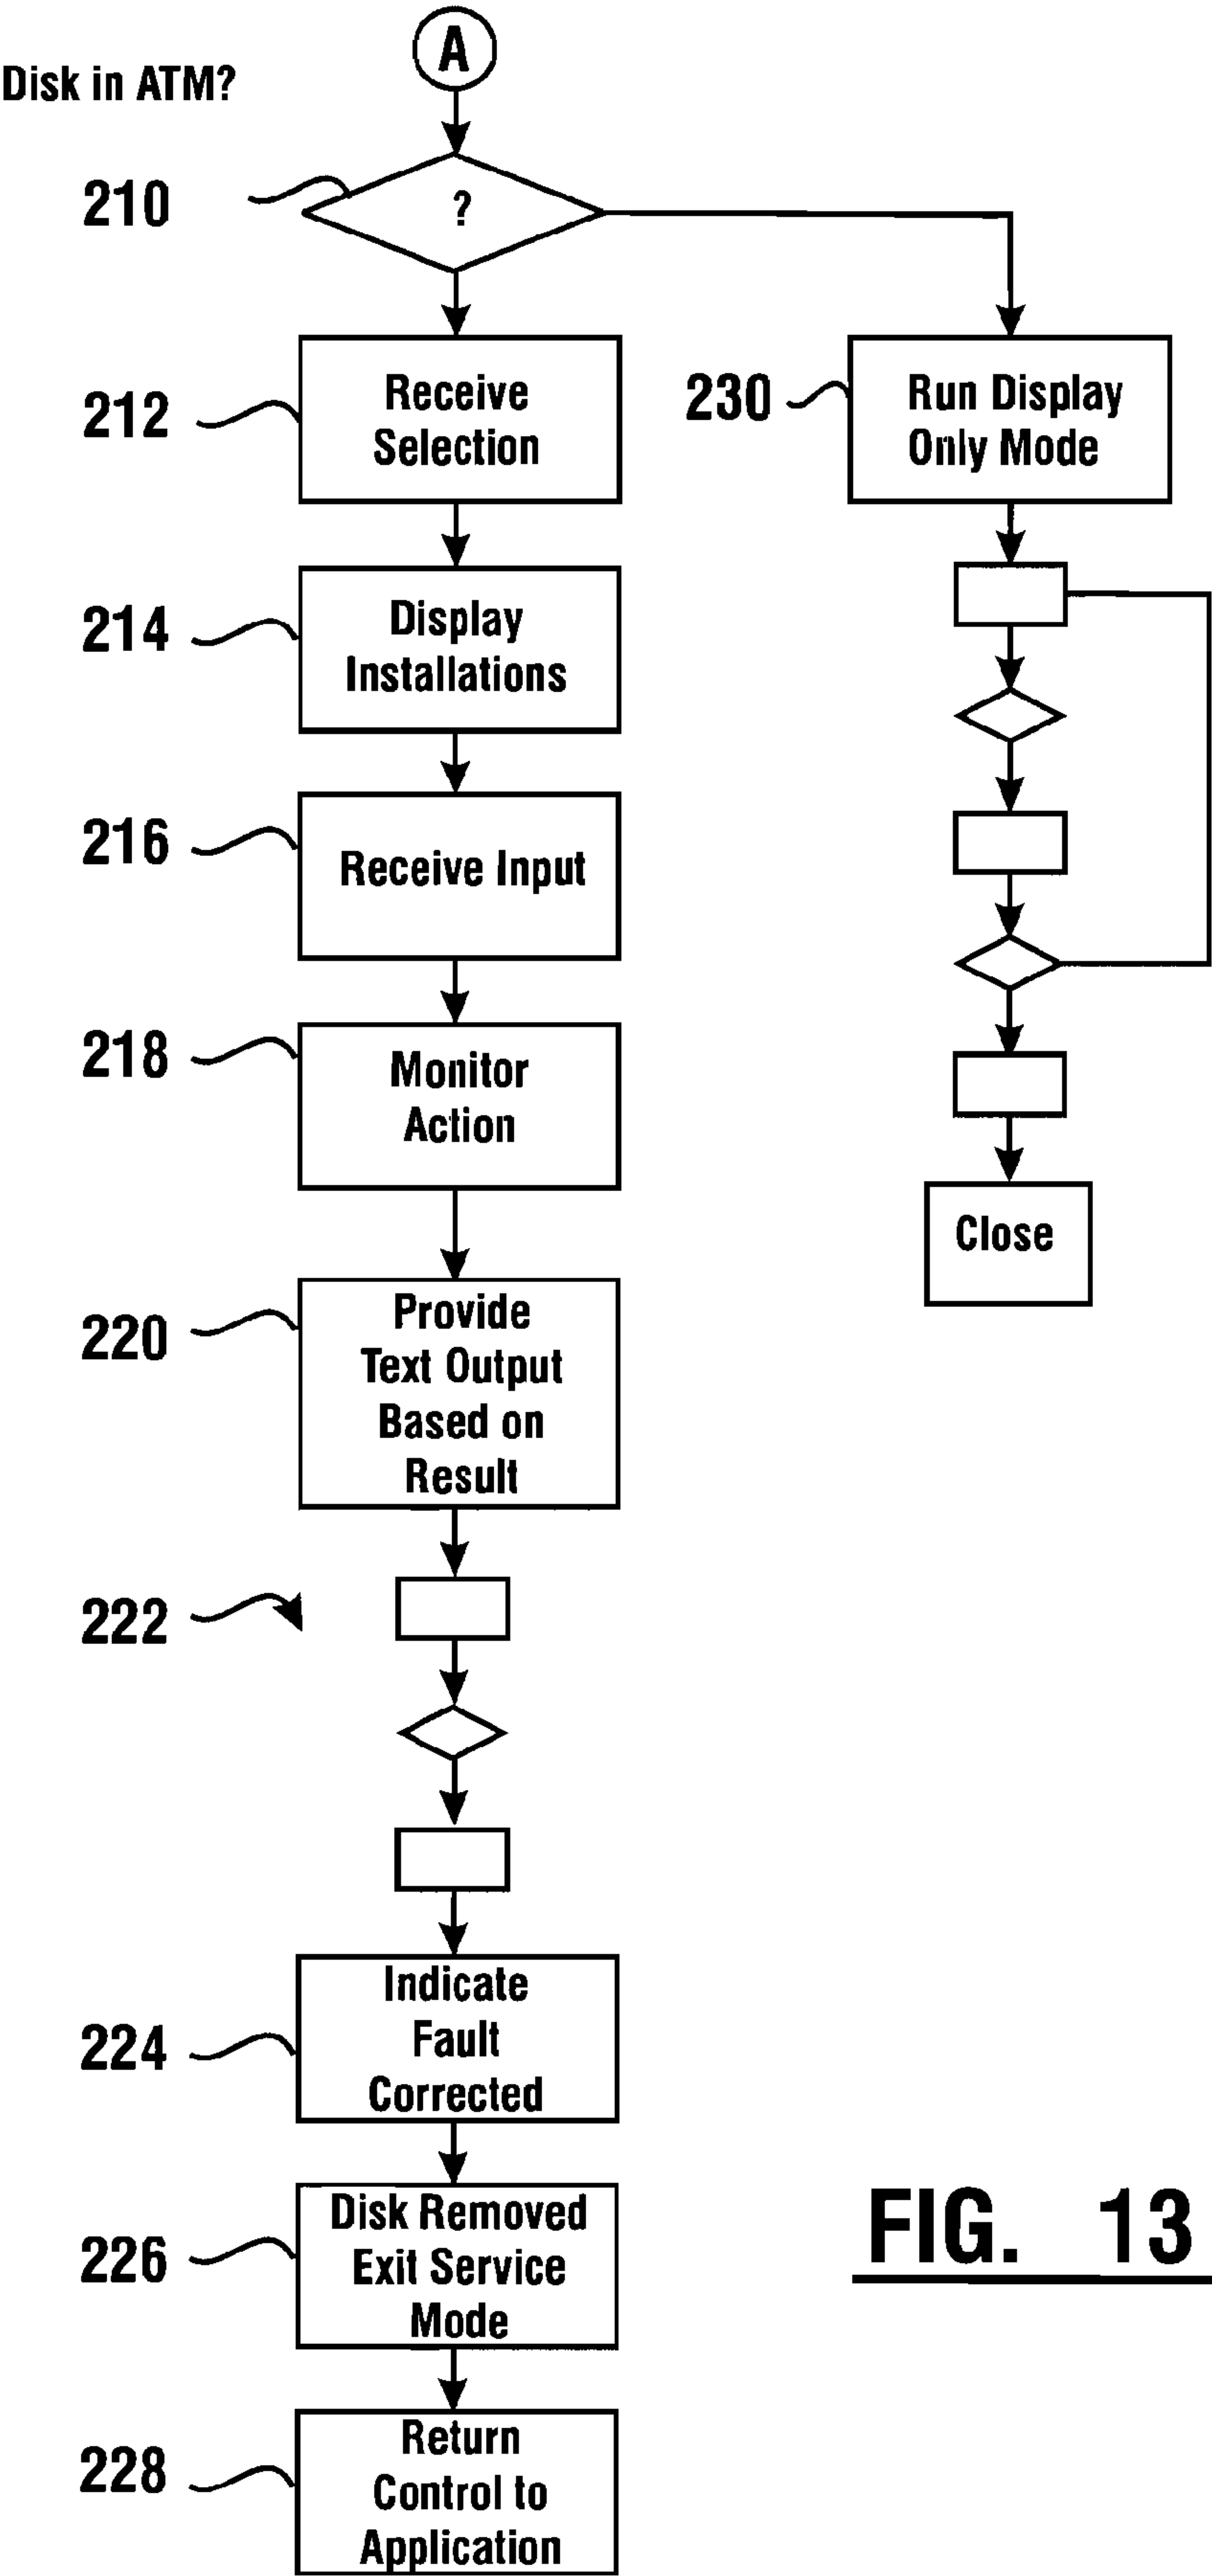 A
Disk in ATM?
210
?
212
Receive
Selection
230
Run Display
Only Mode
214
Display
Installations
216
Receive Input
218
Monitor
Action
Close
220
Provide
Text Output
Based on
Result
222
224
Indicate
Fault
Corrected
226
Disk Removed
Exit Service
Mode
FIG. 13
228
Return
Control to
Application